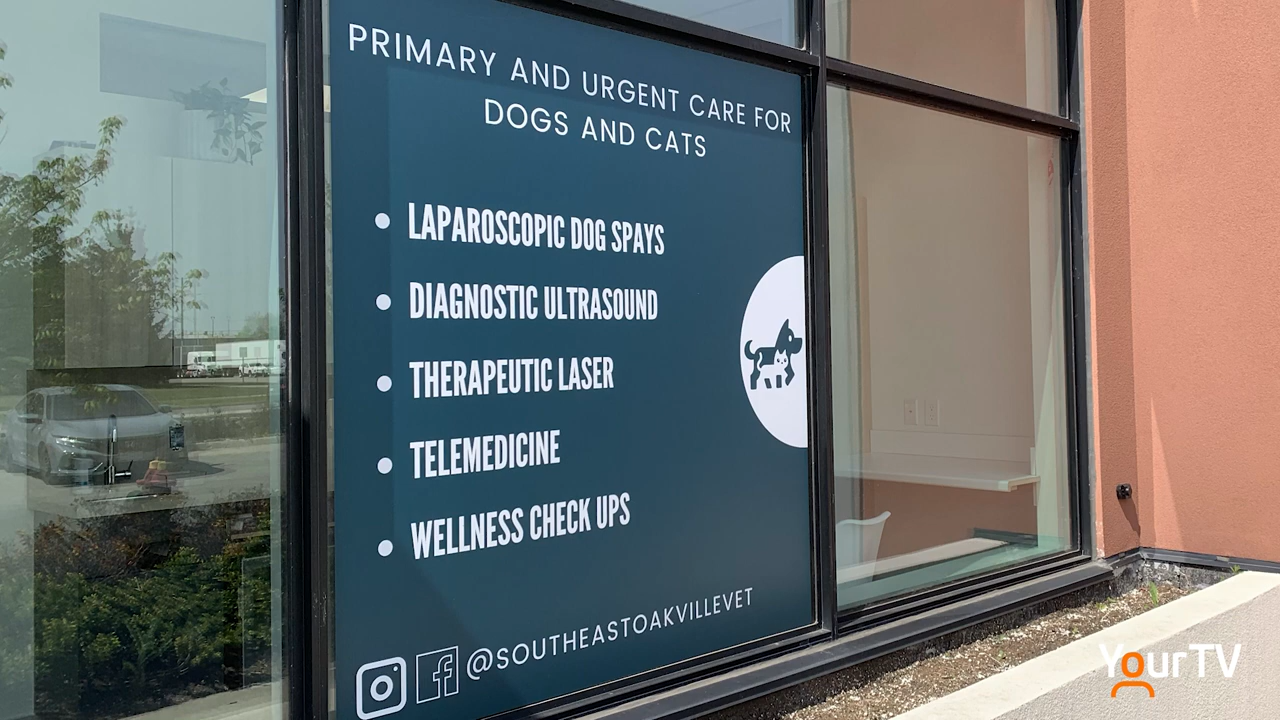 PRIMARY AND URGENT CARE FOR
DOGS AND CATS
• LAPAROSCOPIC DOG SPAYS
• DIAGNOSTIC ULTRASOUND
• THERAPEUTIC LASER
• TELEMEDICINE
• WELLNESS CHECK UPS
@SOUTHEASTOAKVILLEVET
YourTV